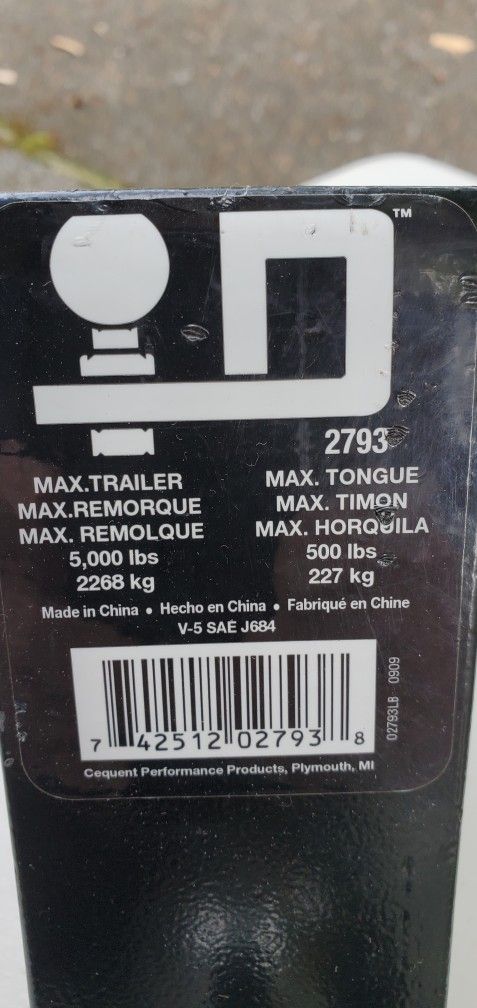 TM
2793
MAX.TRAILER
MAX.REMORQUE
MAX. REMOLQUE
5,000 lbs
2268 kg
MAX. TONGUE
MAX. TIMON
MAX. HORQUILA
500 lbs
227 kg
Made in China • Hecho en China • Fabriqué en Chine
V-5 SAE J684
7 42512 02793 8
02793LB 0909
Cequent Performance Products, Plymouth, MI